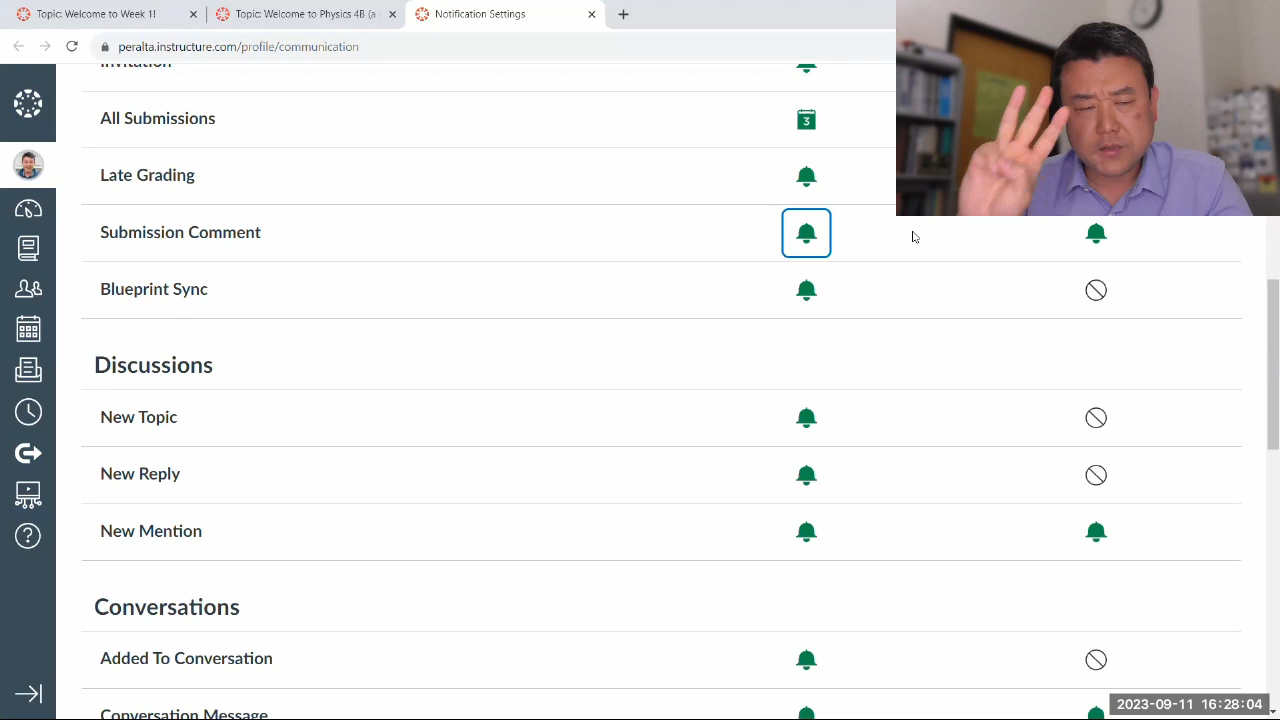 Topic: Welcome to Week 1!
Topic: Welcome to Physics 4B (a
Notification Settings
peralta.instructure.com/profile/communication
Invitation
All Submissions
3
Late Grading
Submission Comment
Blueprint Sync
Discussions
New Topic
New Reply
New Mention
Conversations
Added To Conversation
Conversation Message
2023-09-11 16:28:04